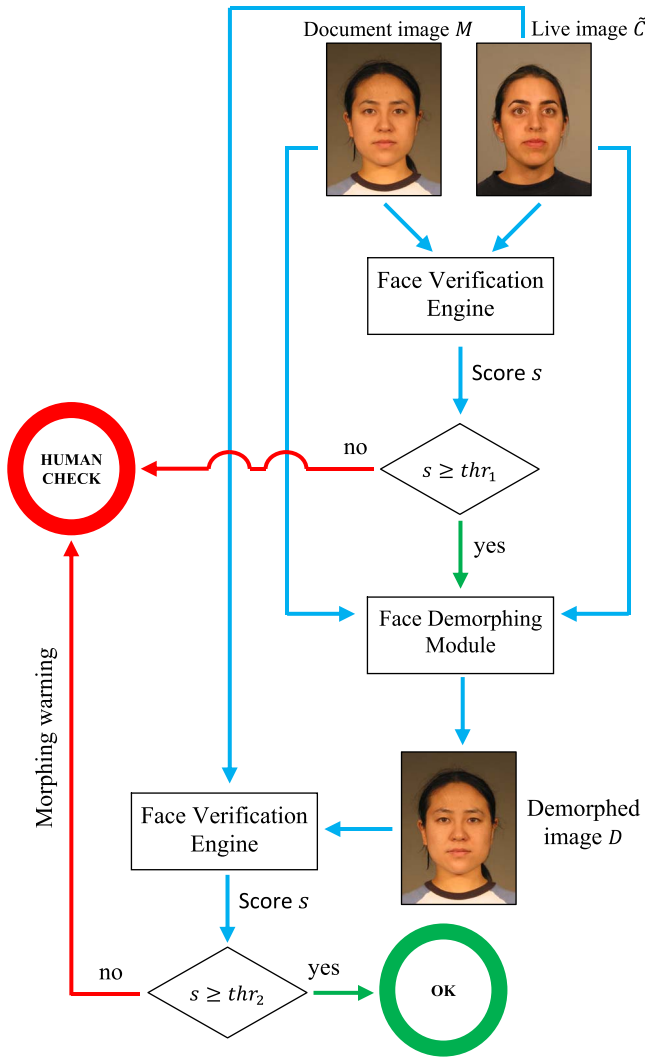 Document image M
Live image C̃
Face Verification
Engine
Score s
no
s ≥ thr₁
HUMAN
CHECK
yes
Face Demorphing
Module
Morphing warning
Face Verification
Engine
Demorphed
image D
Score s
no
s ≥ thr₂
yes
OK